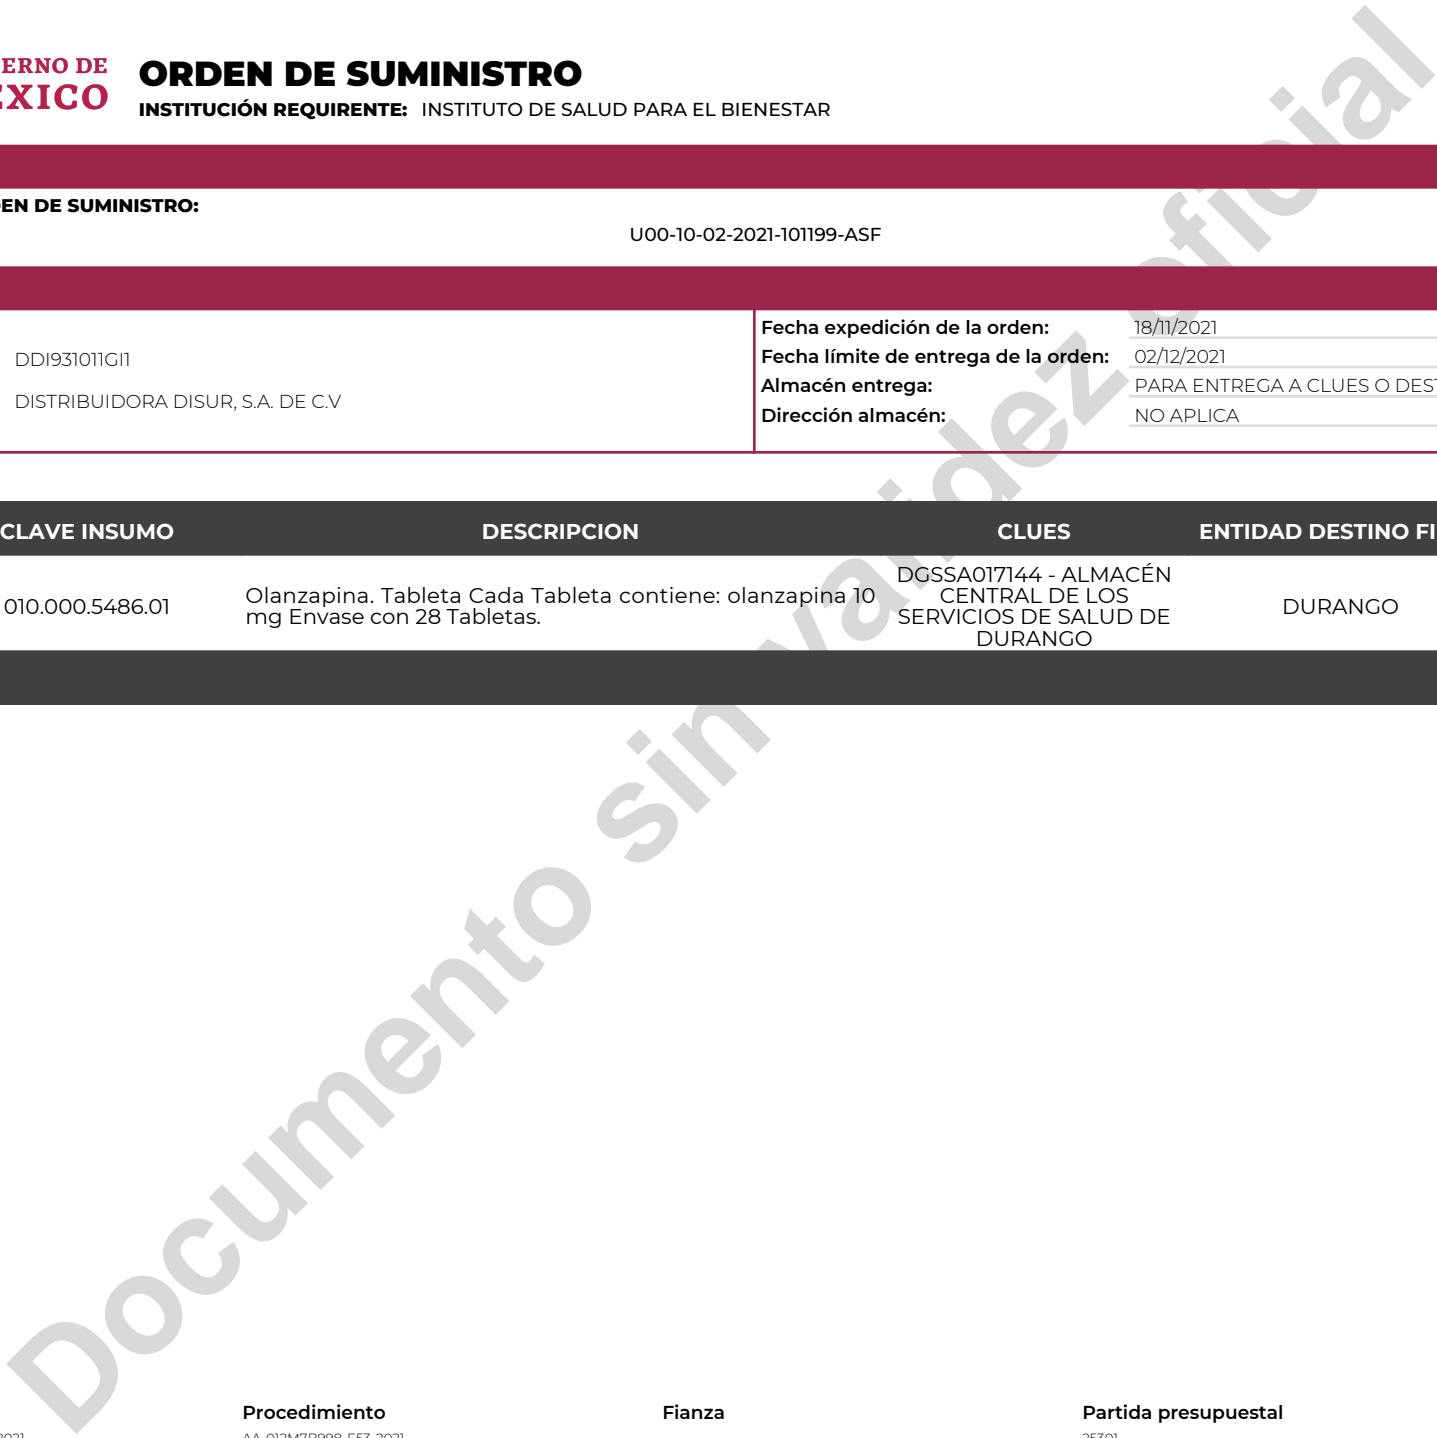 ERNO DE
ÉXICO
ORDEN DE SUMINISTRO
INSTITUCIÓN REQUIRENTE: INSTITUTO DE SALUD PARA EL BIENESTAR
EN DE SUMINISTRO:
U00-10-02-2021-101199-ASF
DDI931011GI1
DISTRIBUIDORA DISUR, S.A. DE C.V
Fecha expedición de la orden: 18/11/2021
Fecha límite de entrega de la orden: 02/12/2021
Almacén entrega: PARA ENTREGA A CLUES O DEST
Dirección almacén: NO APLICA
CLAVE INSUMO DESCRIPCION CLUES ENTIDAD DESTINO FI
010.000.5486.01
Olanzapina. Tableta Cada Tableta contiene: olanzapina 10
mg Envase con 28 Tabletas.
DGSSA017144 - ALMACÉN
CENTRAL DE LOS
SERVICIOS DE SALUD DE
DURANGO
DURANGO
Documento sin validez oficial
Procedimiento Fianza Partida presupuestal